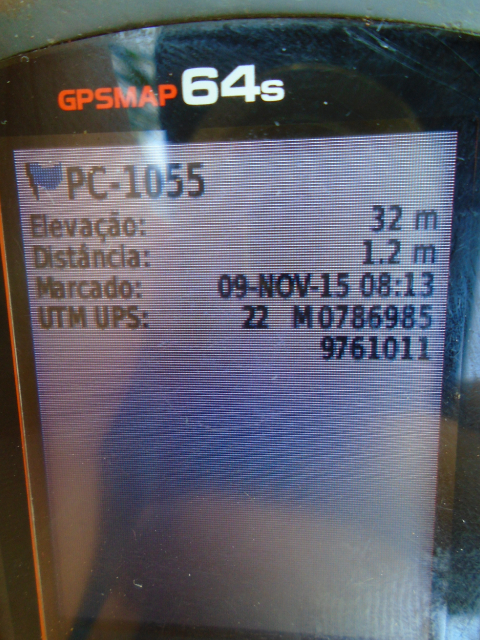 GPSMAP 64s
PC-1055
Elevação: 32 m
Distância: 1.2 m
Marcado: 09-NOV-15 08:13
UTM UPS: 22 M 0786985
9761011